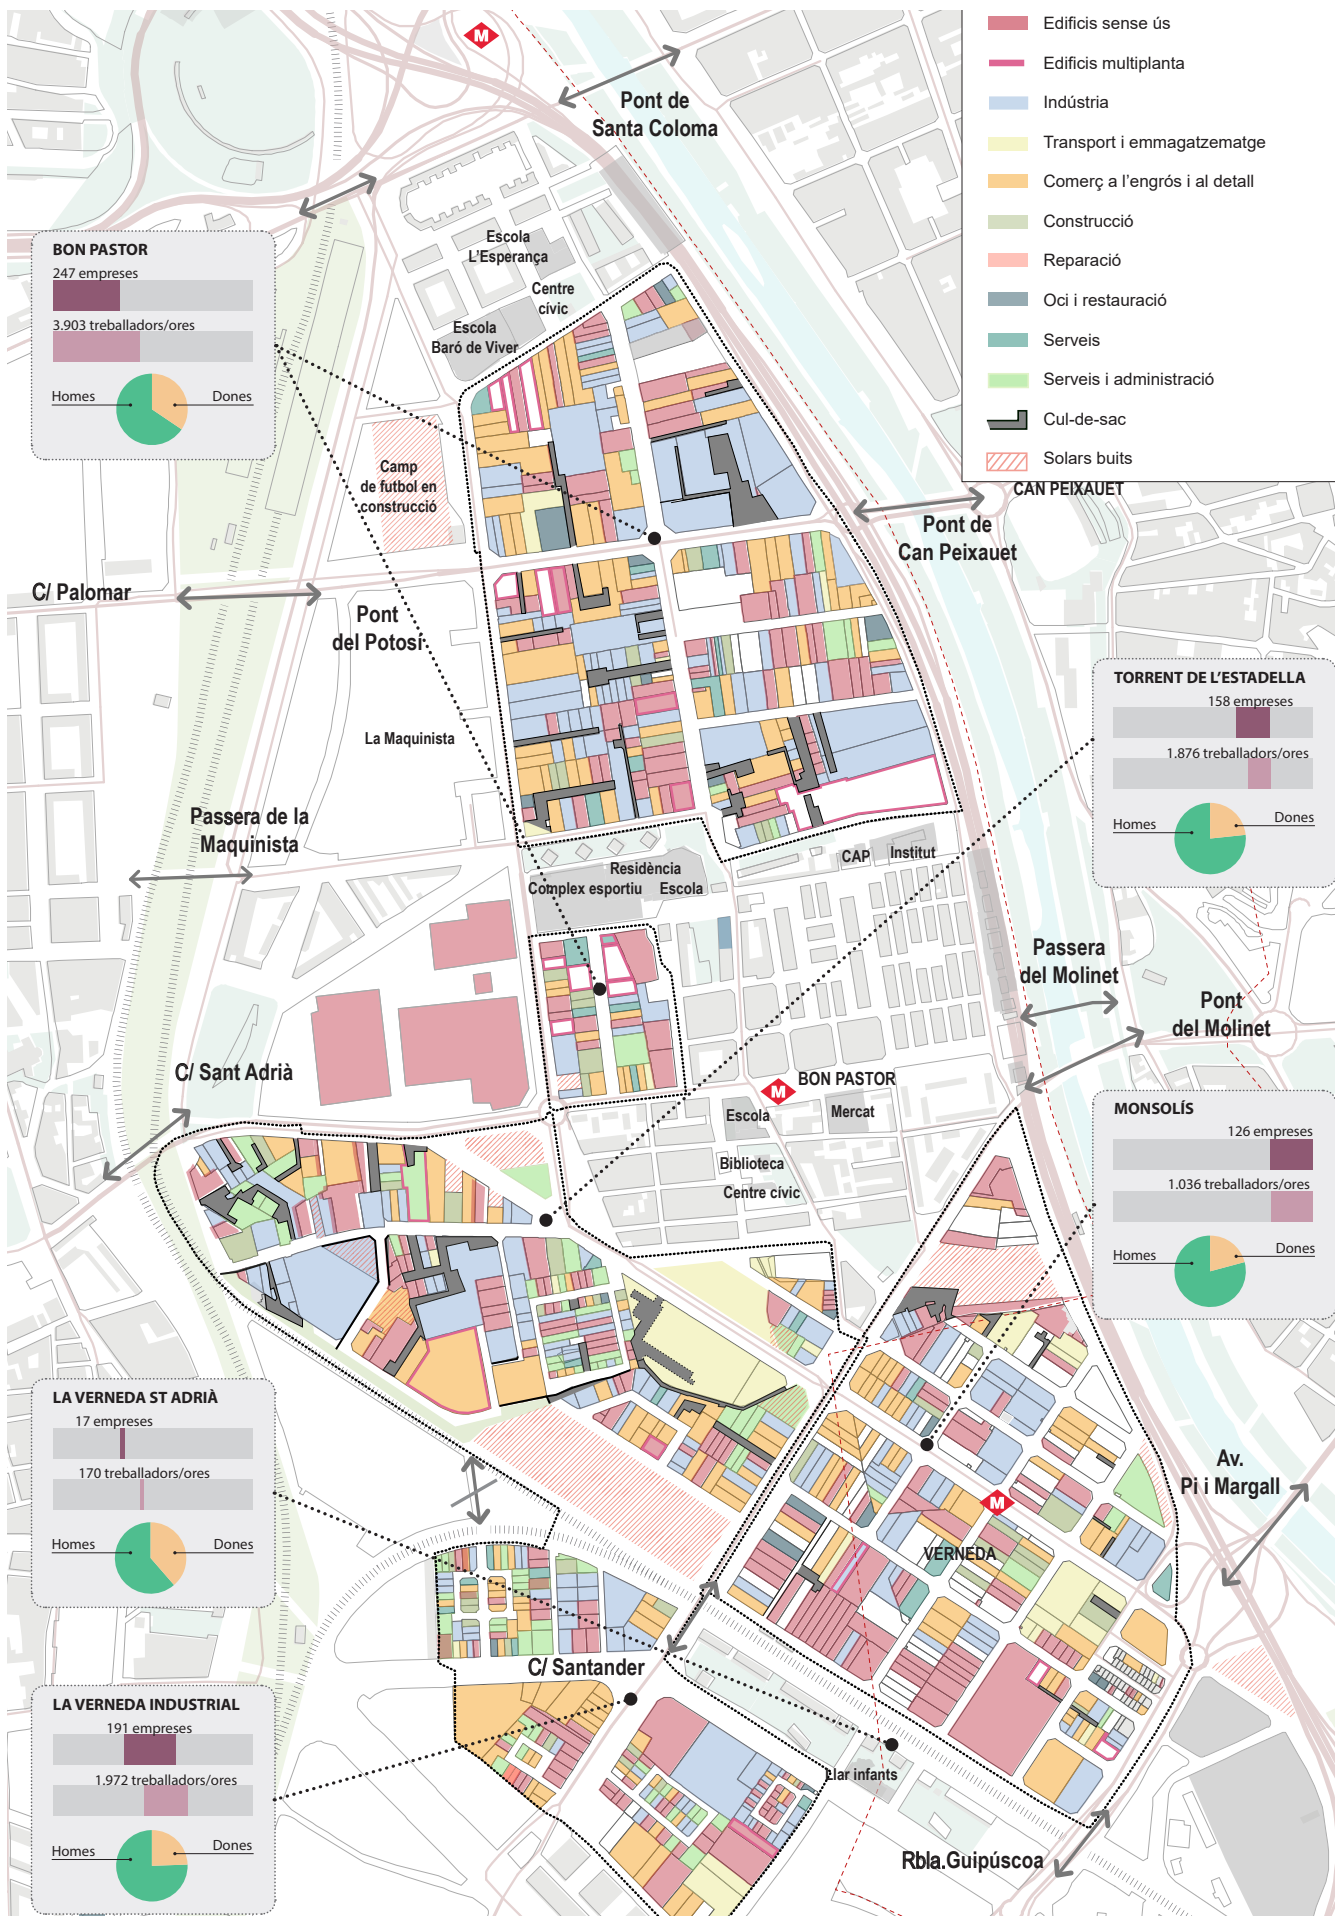 Edificis sense ús
Edificis multiplanta
Indústria
Transport i emmagatzematge
Comerç a l'engrós i al detall
Construcció
Reparació
Oci i restauració
Serveis
Serveis i administració
Cul-de-sac
Solars buits
M
Pont de
Santa Coloma
BON PASTOR
247 empreses
3.903 treballadors/ores
Homes
Dones
Escola
L'Esperança
Centre
cívic
Escola
Baró de Viver
Camp
de futbol en
construcció
CAN PEIXAUET
Pont de
Can Peixauet
C/ Palomar
Pont
del Potosí
La Maquinista
TORRENT DE L'ESTADELLA
158 empreses
1.876 treballadors/ores
Homes
Dones
Passera de la
Maquinista
Residència
Complex esportiu
Escola
CAP
Institut
Passera
del Molinet
Pont
del Molinet
C/ Sant Adrià
M
BON PASTOR
Escola
Mercat
Biblioteca
Centre cívic
MONSOLÍS
126 empreses
1.036 treballadors/ores
Homes
Dones
LA VERNEDA ST ADRIÀ
17 empreses
170 treballadors/ores
Homes
Dones
Av.
Pi i Margall
M
VERNEDA
C/ Santander
LA VERNEDA INDUSTRIAL
191 empreses
1.972 treballadors/ores
Homes
Dones
Llar infants
Rbla.Guipúscoa